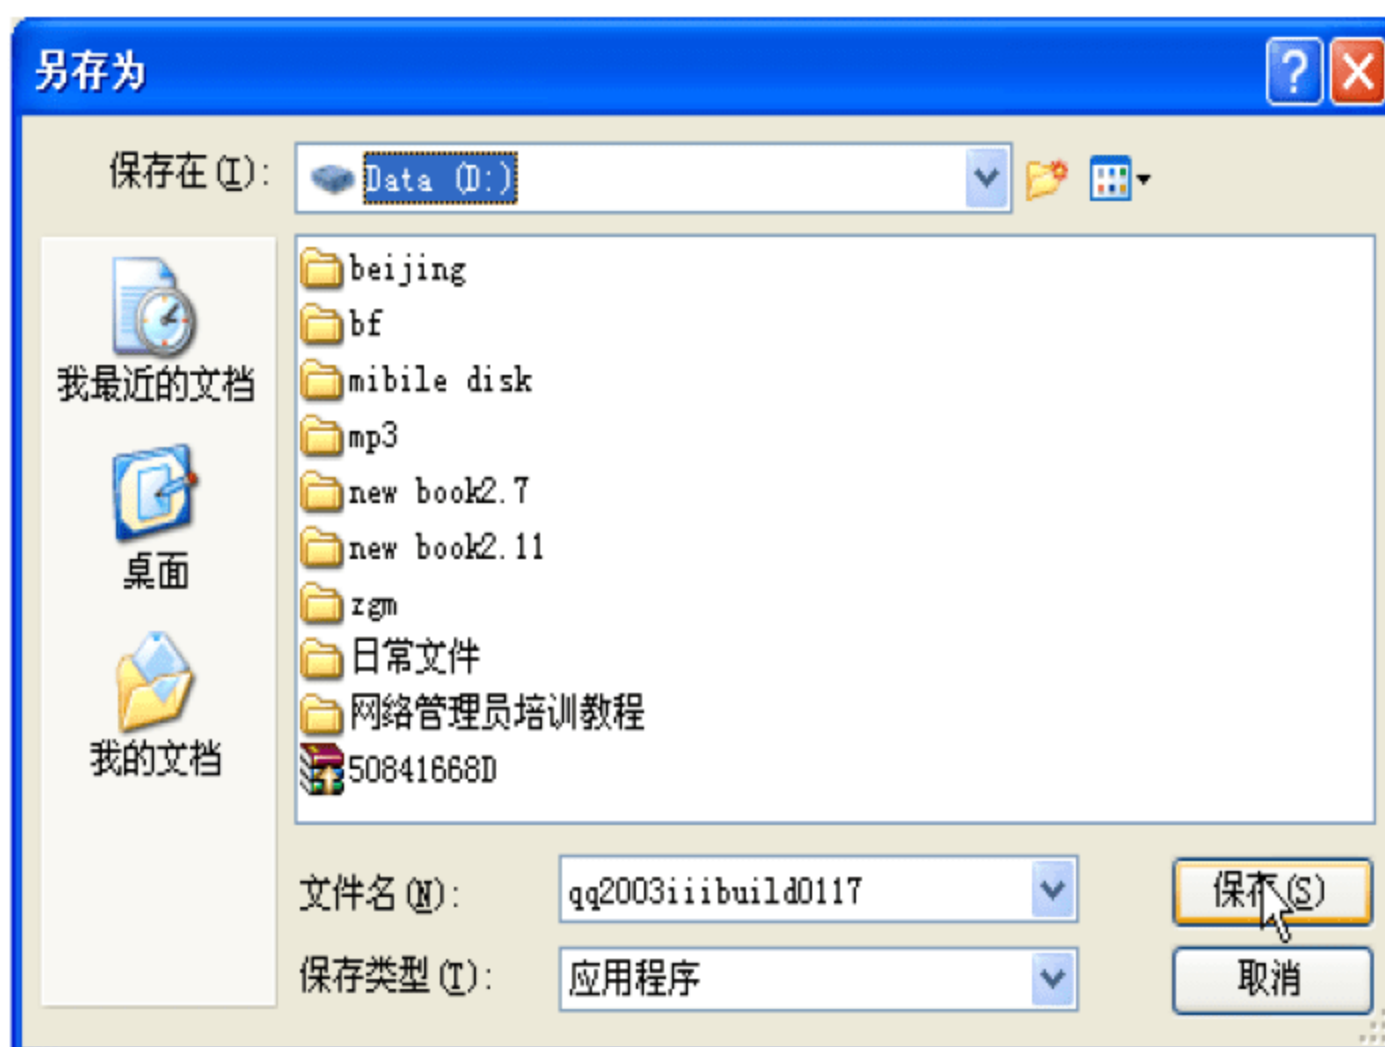 另存为
保存在(I):
Data (D:)
beijing
bf
mibile disk
mp3
new book2.7
new book2.11
zgm
日常文件
网络管理员培训教程
50841668D
我最近的文档
桌面
我的文档
文件名(N):
qq2003iiibuild0117
保存(S)
保存类型(T):
应用程序
取消